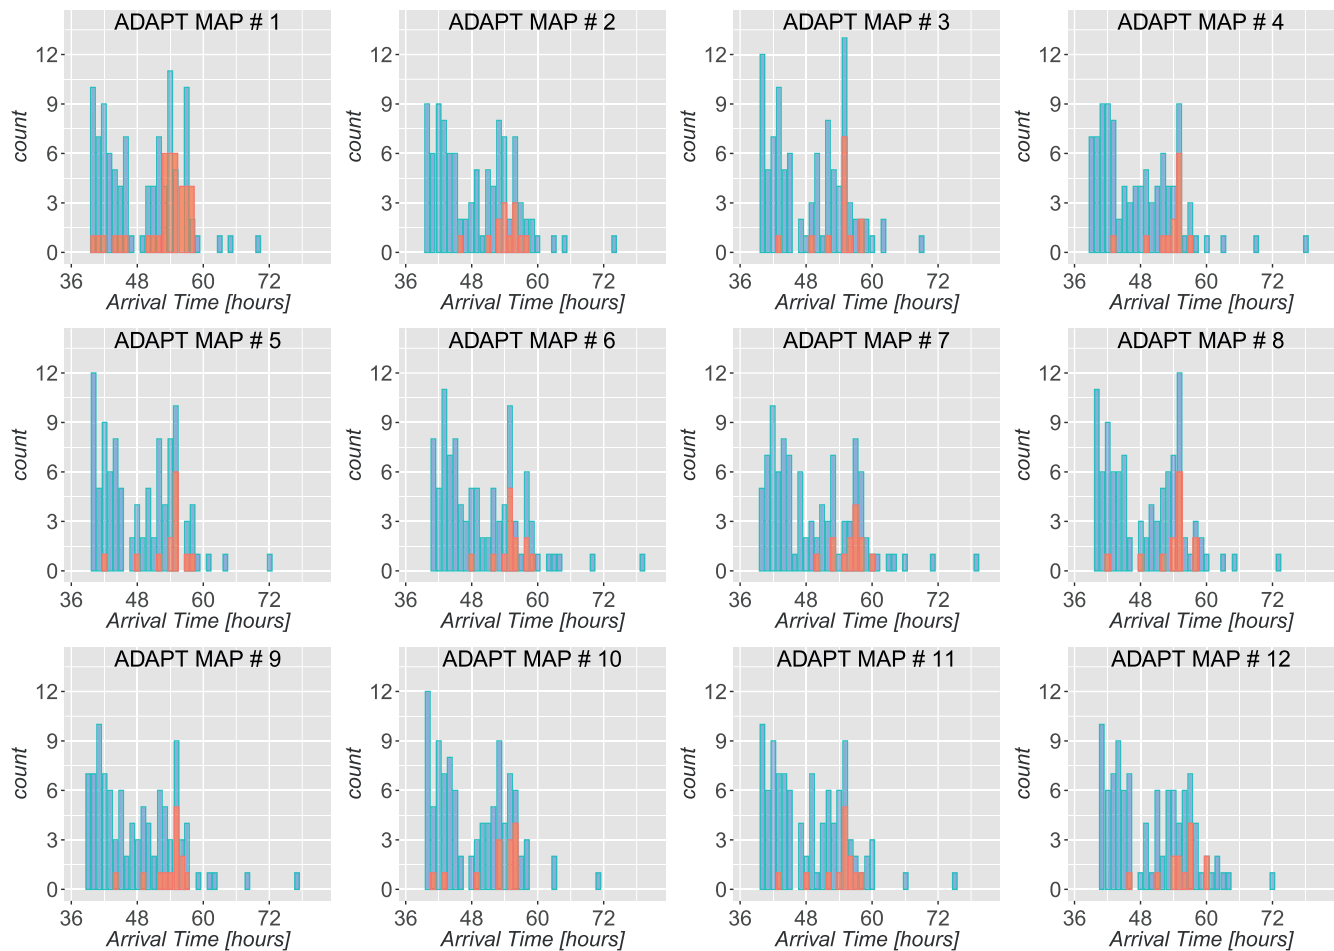 ADAPT MAP # 1
ADAPT MAP # 2
ADAPT MAP # 3
ADAPT MAP # 4
12
12
12
12
9
9
9
9
6
6
6
6
3
3
3
3
0
0
0
0
count
count
count
count
36 48 60 72
36 48 60 72
36 48 60 72
36 48 60 72
Arrival Time [hours]
Arrival Time [hours]
Arrival Time [hours]
Arrival Time [hours]
ADAPT MAP # 5
ADAPT MAP # 6
ADAPT MAP # 7
ADAPT MAP # 8
12
12
12
12
9
9
9
9
6
6
6
6
3
3
3
3
0
0
0
0
count
count
count
count
36 48 60 72
36 48 60 72
36 48 60 72
36 48 60 72
Arrival Time [hours]
Arrival Time [hours]
Arrival Time [hours]
Arrival Time [hours]
ADAPT MAP # 9
ADAPT MAP # 10
ADAPT MAP # 11
ADAPT MAP # 12
12
12
12
12
9
9
9
9
6
6
6
6
3
3
3
3
0
0
0
0
count
count
count
count
36 48 60 72
36 48 60 72
36 48 60 72
36 48 60 72
Arrival Time [hours]
Arrival Time [hours]
Arrival Time [hours]
Arrival Time [hours]